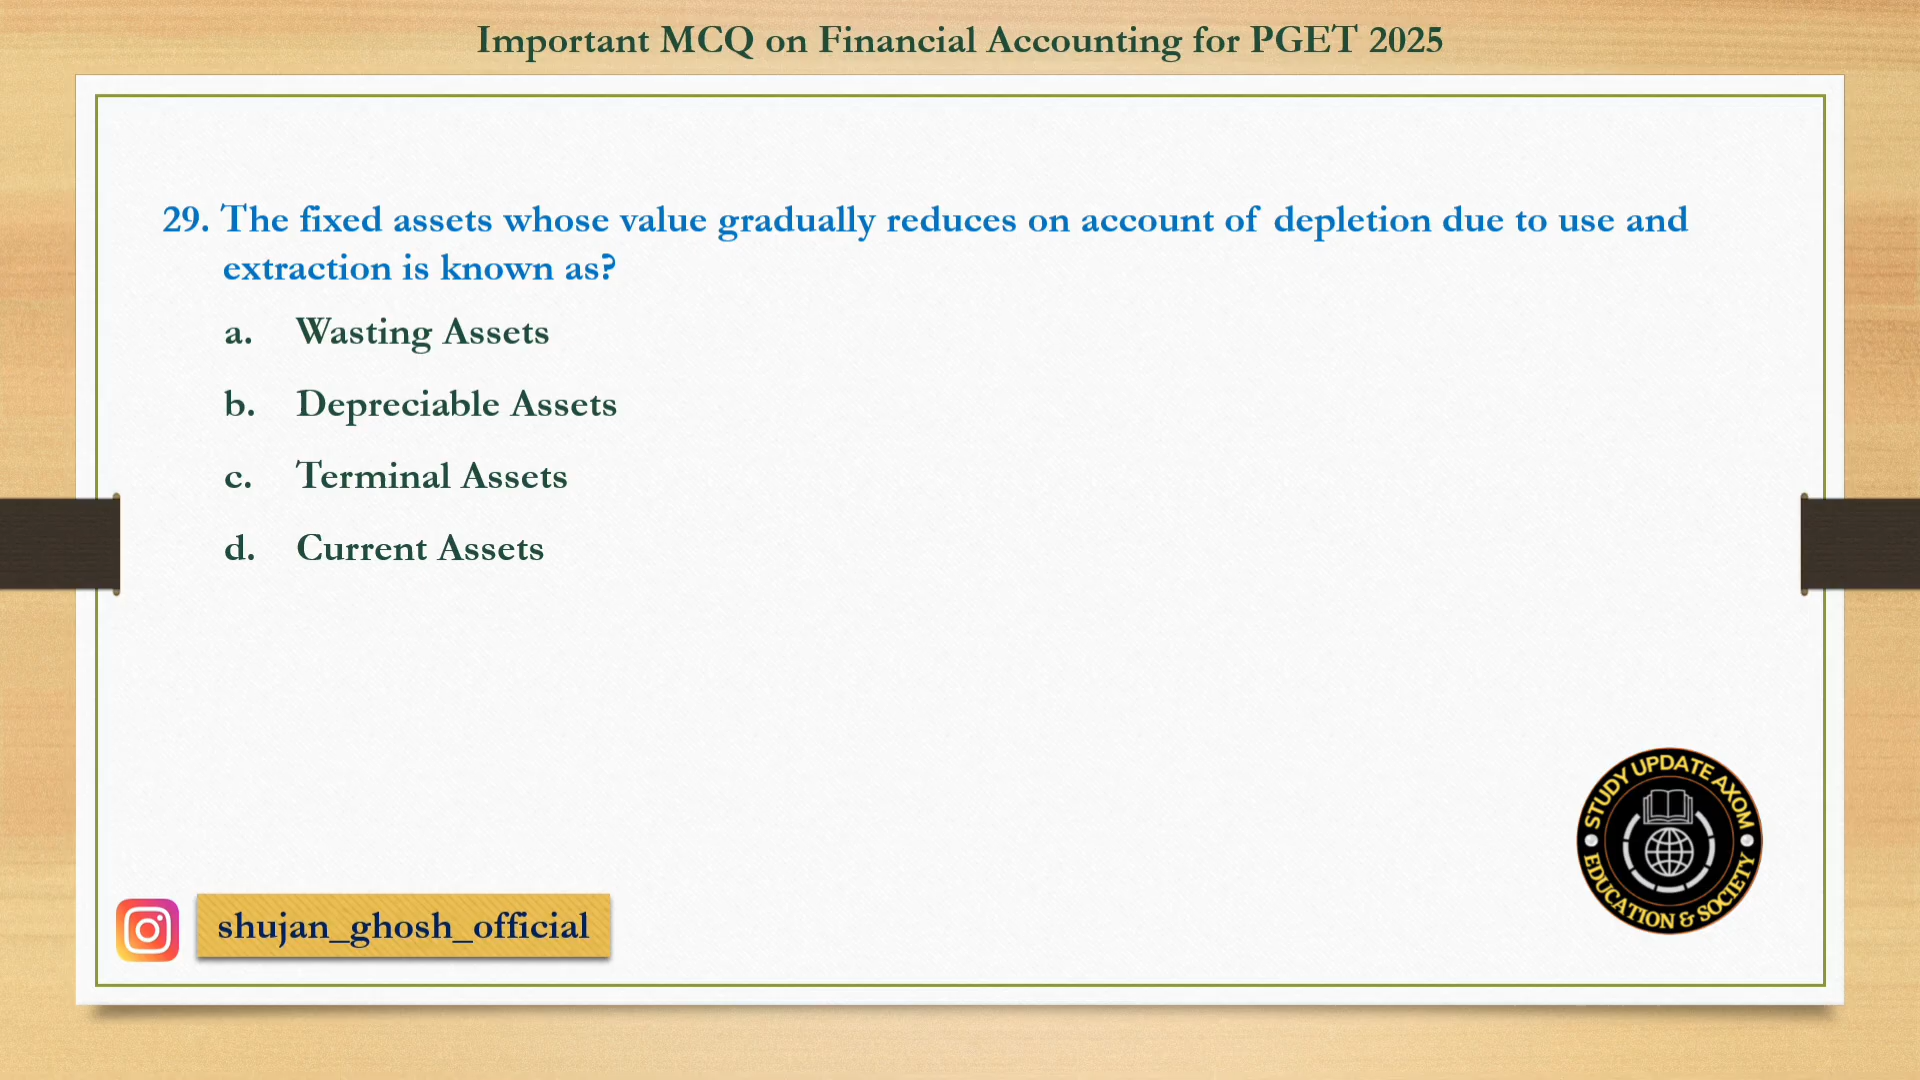 Important MCQ on Financial Accounting for PGET 2025
29. The fixed assets whose value gradually reduces on account of depletion due to use and
extraction is known as?
a. Wasting Assets
b. Depreciable Assets
c. Terminal Assets
d. Current Assets
STUDY UPDATE AXOM
EDUCATION & SOCIETY
shujan_ghosh_official